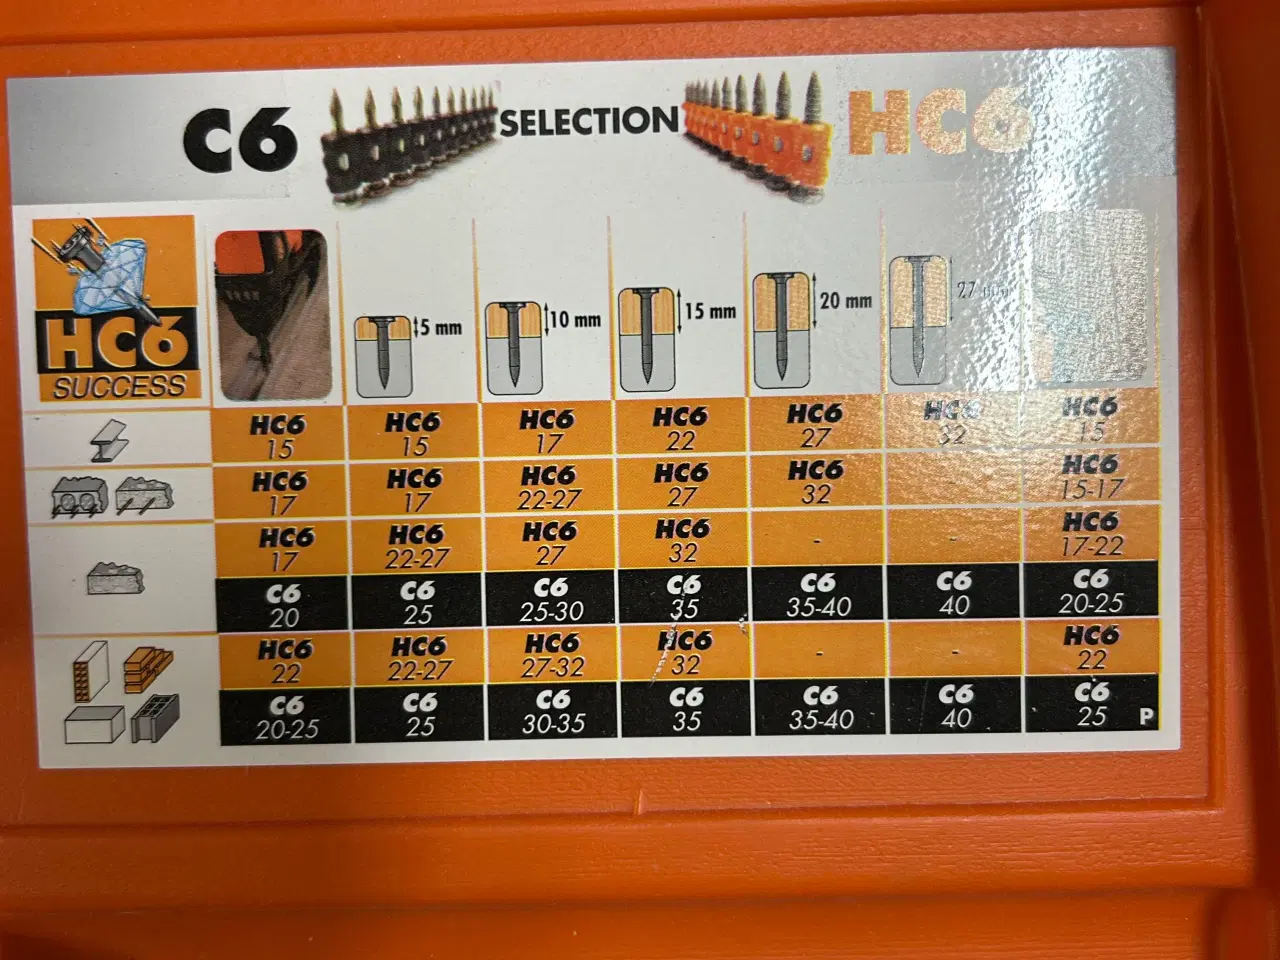 C6
SELECTION
HC6
HC6
SUCCESS
5 mm
10 mm
15 mm
20 mm
27 mm
HC6 HC6 HC6 HC6 HC6 HC6 HC6
15 15 17 22 27 32 15
HC6 HC6 HC6 HC6 HC6 HC6
17 17 22-27 27 32 15-17
HC6 HC6 HC6 HC6 - - HC6
17 22-27 27 32 17-22
C6 C6 C6 C6 C6 C6 C6
20 25 25-30 35 35-40 40 20-25
HC6 HC6 HC6 HC6 - - HC6
22 22-27 27-32 32 22
C6 C6 C6 C6 C6 C6 C6
20-25 25 30-35 35 35-40 40 25 P